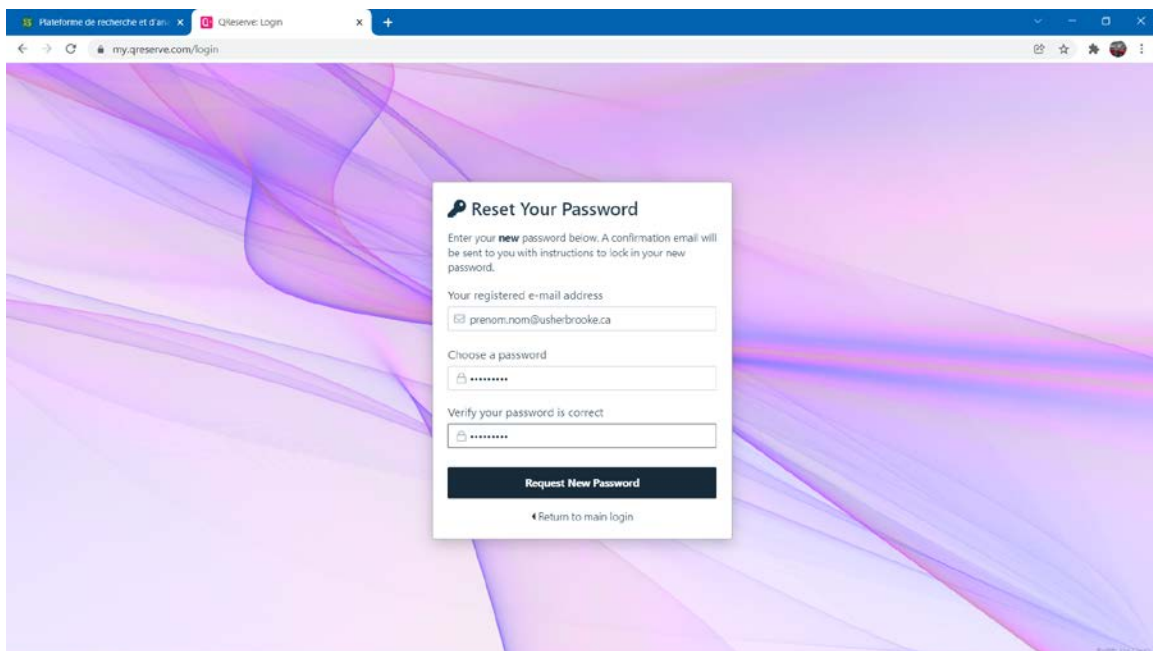 Plateforme de recherche et d'an
QReserve: Login
my.qreserve.com/login
Reset Your Password
Enter your new password below. A confirmation email will
be sent to you with instructions to lock in your new
password.
Your registered e-mail address
prenom.nom@usherbrooke.ca
Choose a password
•••••••••
Verify your password is correct
•••••••••
Request New Password
Return to main login